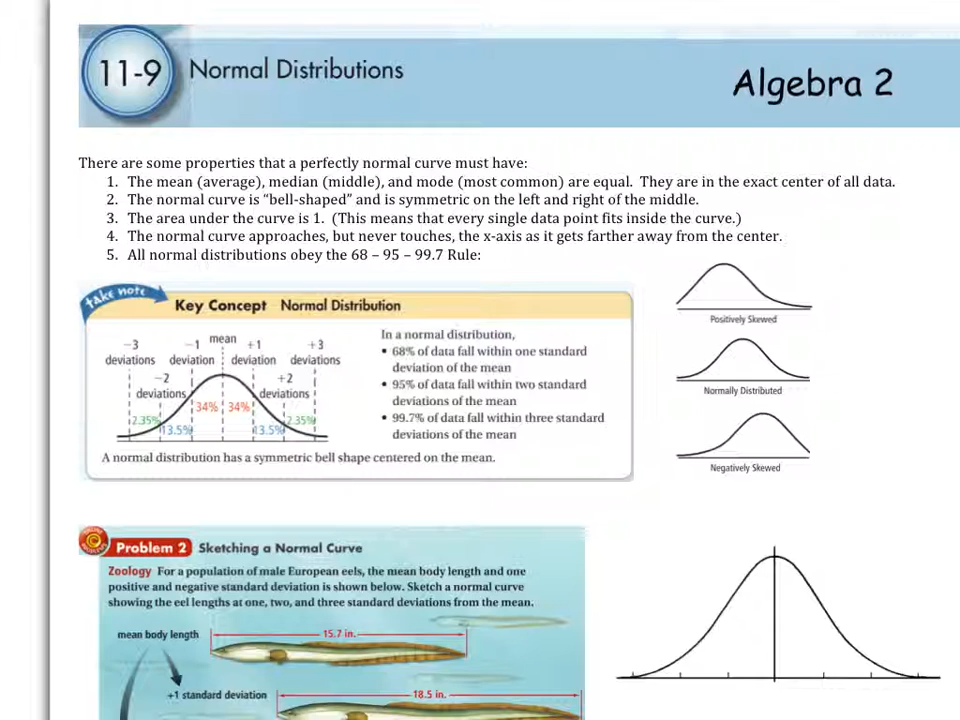 11-9 Normal Distributions
Algebra 2
There are some properties that a perfectly normal curve must have:
1. The mean (average), median (middle), and mode (most common) are equal. They are in the exact center of all data.
2. The normal curve is “bell-shaped” and is symmetric on the left and right of the middle.
3. The area under the curve is 1. (This means that every single data point fits inside the curve.)
4. The normal curve approaches, but never touches, the x-axis as it gets farther away from the center.
5. All normal distributions obey the 68 – 95 – 99.7 Rule:
take note
Key Concept Normal Distribution
mean
−3 −1 +1 +3
deviations deviation deviation deviations
−2 +2
deviations deviations
34% 34%
2.35% 2.35%
13.5% 13.5%
In a normal distribution,
• 68% of data fall within one standard
deviation of the mean
• 95% of data fall within two standard
deviations of the mean
• 99.7% of data fall within three standard
deviations of the mean
A normal distribution has a symmetric bell shape centered on the mean.
Positively Skewed
Normally Distributed
Negatively Skewed
Problem 2 Sketching a Normal Curve
Zoology For a population of male European eels, the mean body length and one
positive and negative standard deviation is shown below. Sketch a normal curve
showing the eel lengths at one, two, and three standard deviations from the mean.
mean body length
15.7 in.
+1 standard deviation
18.5 in.